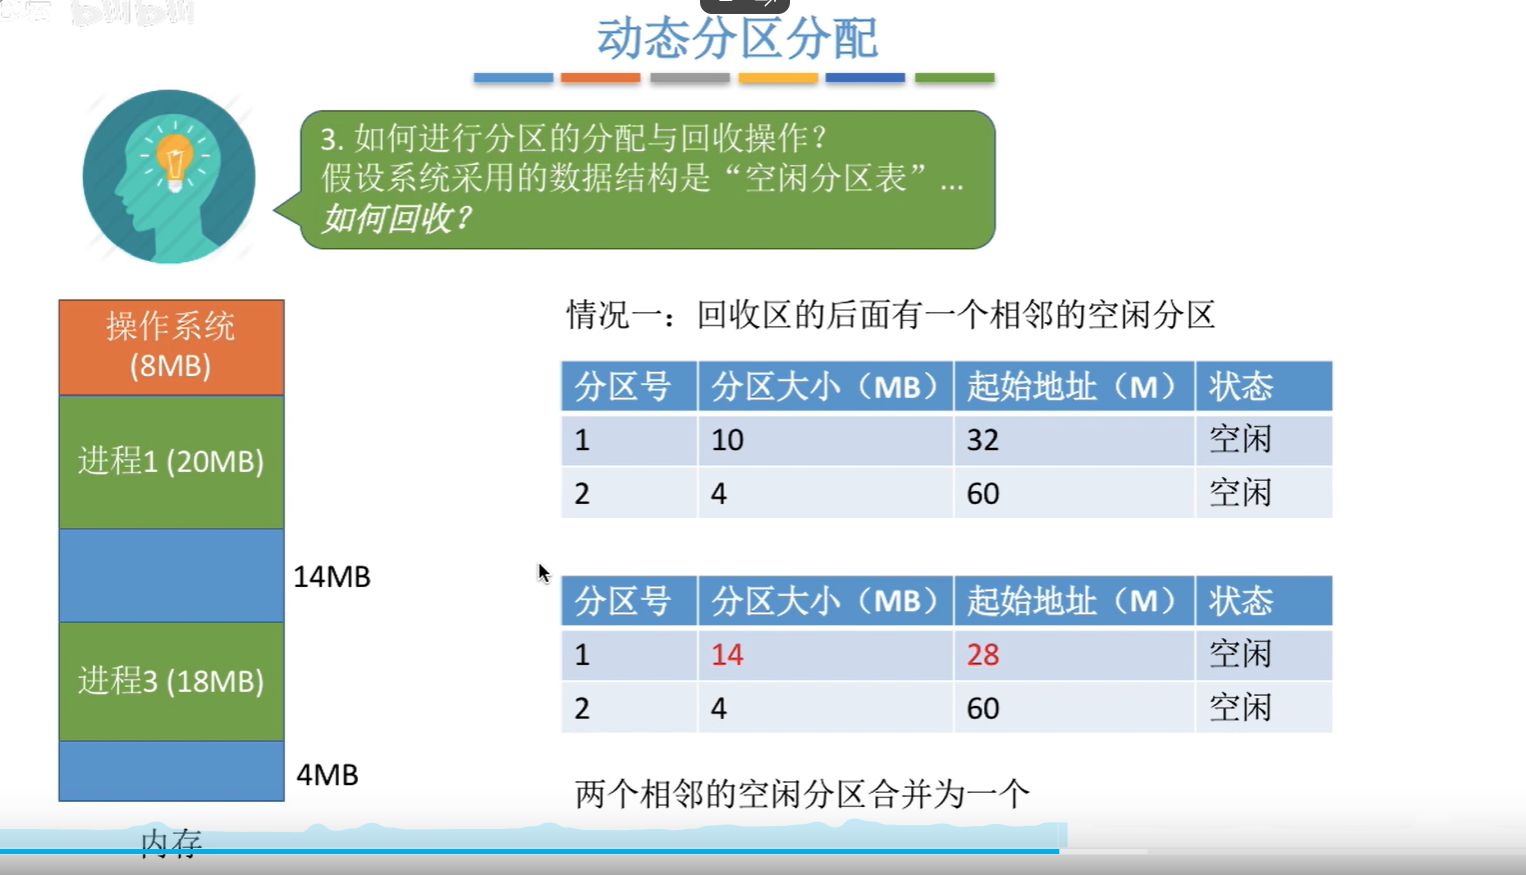 动态分区分配
3. 如何进行分区的分配与回收操作？
假设系统采用的数据结构是“空闲分区表”...
如何回收？
操作系统
(8MB)
进程1 (20MB)
14MB
进程3 (18MB)
4MB
内存
情况一：回收区的后面有一个相邻的空闲分区
分区号 分区大小（MB） 起始地址（M） 状态
1 10 32 空闲
2 4 60 空闲
分区号 分区大小（MB） 起始地址（M） 状态
1 14 28 空闲
2 4 60 空闲
两个相邻的空闲分区合并为一个